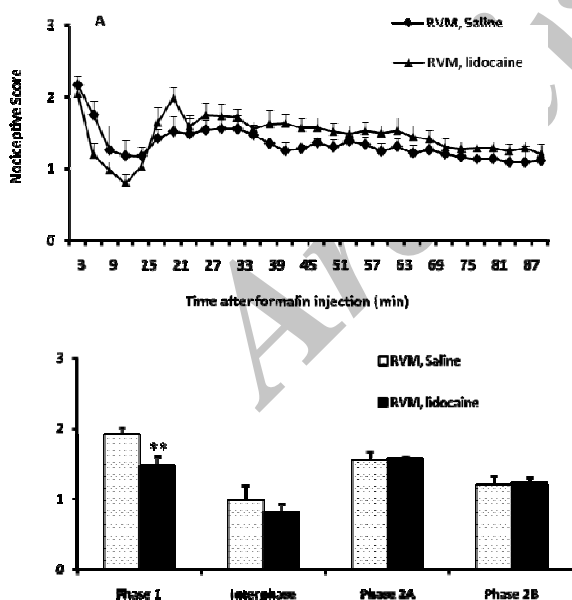 A
RVM, Saline
RVM, lidocaine
Nociceptive Score
3
2
1
0
3 9 15 21 27 33 39 45 51 57 63 69 75 81 87
Time after formalin injection (min)
RVM, Saline
RVM, lidocaine
3
2
1
0
**
Phase 1 Interphase Phase 2A Phase 2B